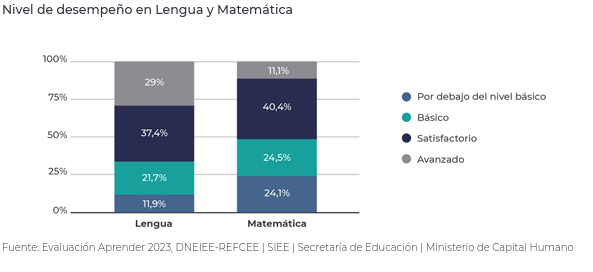 Nivel de desempeño en Lengua y Matemática
100%
75%
50%
25%
0%
29%
37,4%
21,7%
11,9%
11,1%
40,4%
24,5%
24,1%
Lengua
Matemática
Por debajo del nivel básico
Básico
Satisfactorio
Avanzado
Fuente: Evaluación Aprender 2023, DNEIEE-REFCEE | SIEE | Secretaría de Educación | Ministerio de Capital Humano